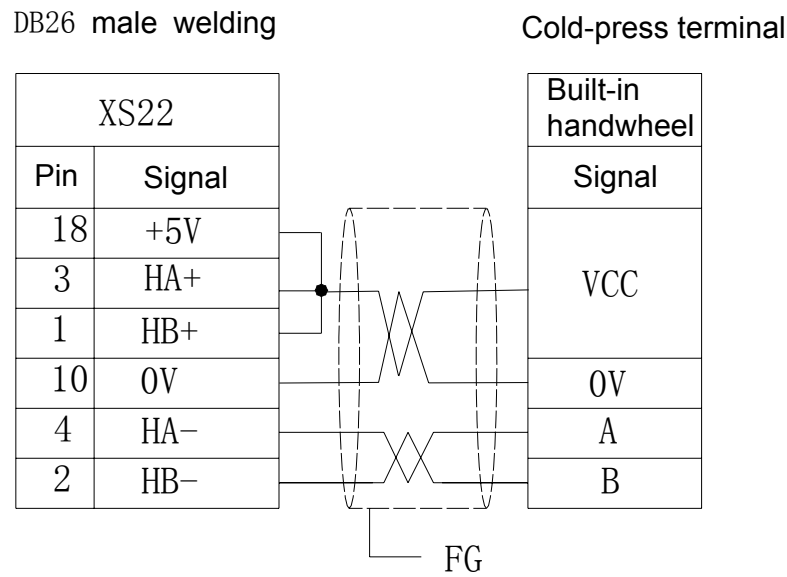 DB26 male welding
Cold-press terminal
XS22
Built-in
handwheel
Pin Signal
Signal
18 +5V
3 HA+
1 HB+
VCC
10 0V
0V
4 HA-
A
2 HB-
B
FG